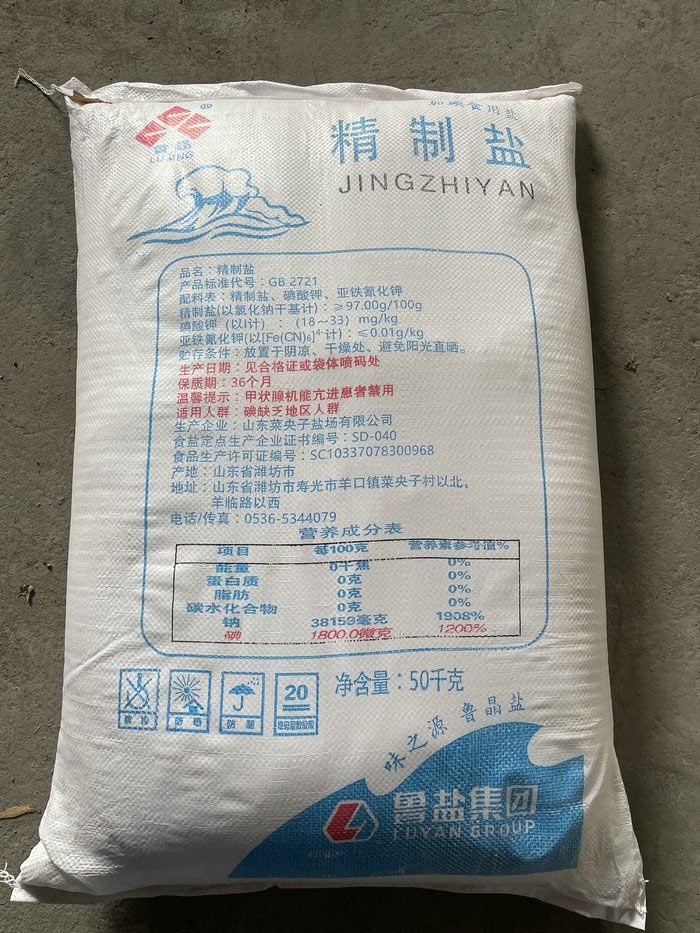 加碘食用盐
®
鲁晶
LUJING
精制盐
JINGZHIYAN
品名：精制盐
产品标准代号：GB 2721
配料表：精制盐、碘酸钾、亚铁氰化钾
精制盐(以氯化钠干基计)：≥97.00g/100g
碘酸钾（以I计）：(18~33) mg/kg
亚铁氰化钾(以[Fe(CN)₆]⁴⁻计)：≤0.01g/kg
贮存条件：放置于阴凉、干燥处、避免阳光直晒。
生产日期：见合格证或袋体喷码处
保质期：36个月
温馨提示：甲状腺机能亢进患者禁用
适用人群：碘缺乏地区人群
生产企业：山东菜央子盐场有限公司
食盐定点生产企业证书编号：SD-040
食品生产许可证编号：SC10337078300968
产地：山东省潍坊市
地址：山东省潍坊市寿光市羊口镇菜央子村以北。
羊临路以西
电话/传真：0536-5344079
营养成分表
项目 每100克 营养素参考值%
能量 0千焦 0%
蛋白质 0克 0%
脂肪 0克 0%
碳水化合物 0克 0%
钠 38159毫克 1908%
碘 1800.0微克 1200%
净含量：50千克
20
防晒
防潮
味之源 鲁晶盐
鲁盐集团
LUYAN GROUP